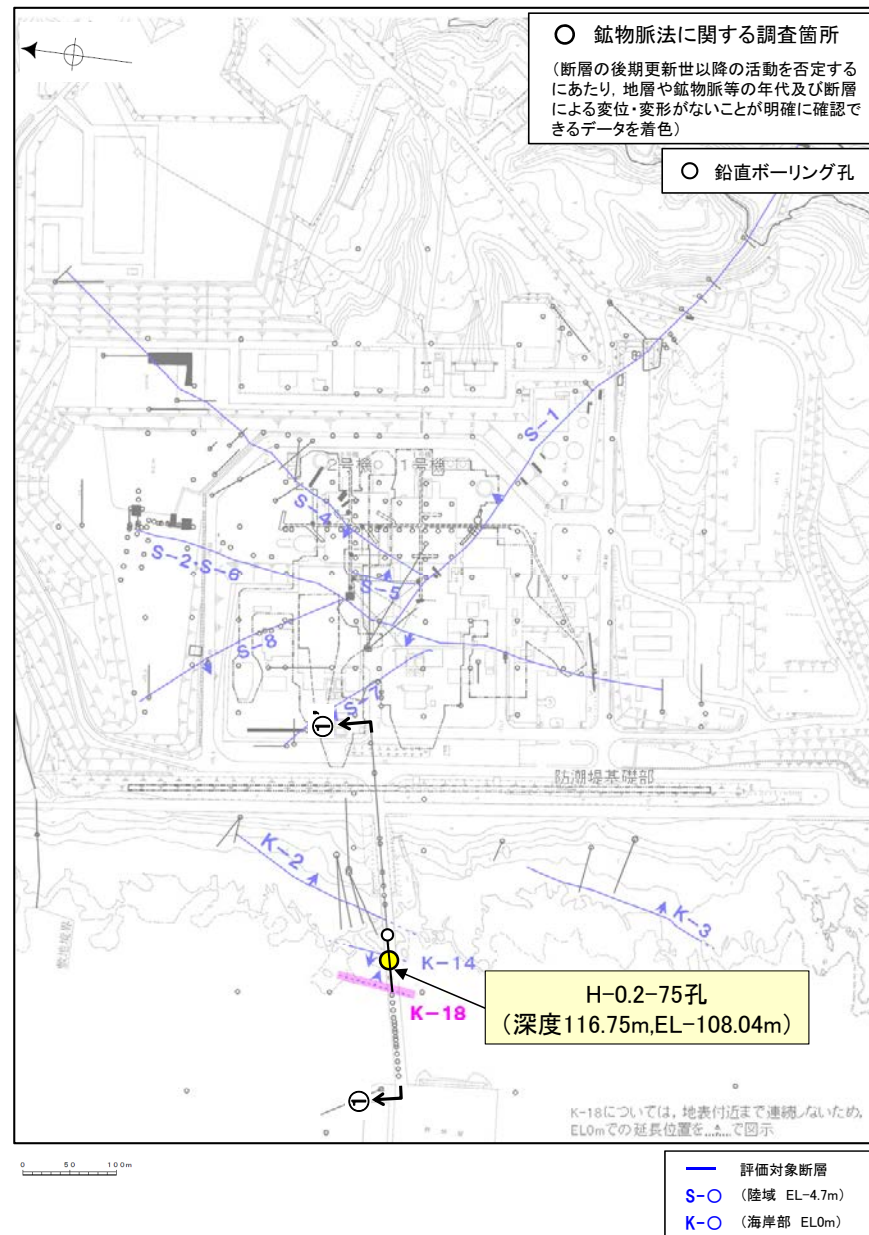 ○ 鉱物脈法に関する調査箇所
(断層の後期更新世以降の活動を否定する
にあたり, 地層や鉱物脈等の年代及び断層
による変位・変形がないことが明確に確認で
きるデータを着色)
○ 鉛直ボーリング孔
S-1
2号機
1号機
S-4
S-2・S-6
S-5
S-8
S-7
①
防潮堤基礎部
K-2
K-3
敷地境界
K-14
K-18
H-0.2-75孔
(深度116.75m,EL-108.04m)
①
K-18については, 地表付近まで連続しないため,
EL0mでの延長位置を...▲...で図示
0 50 100m
評価対象断層
S-○ (陸域 EL-4.7m)
K-○ (海岸部 EL0m)